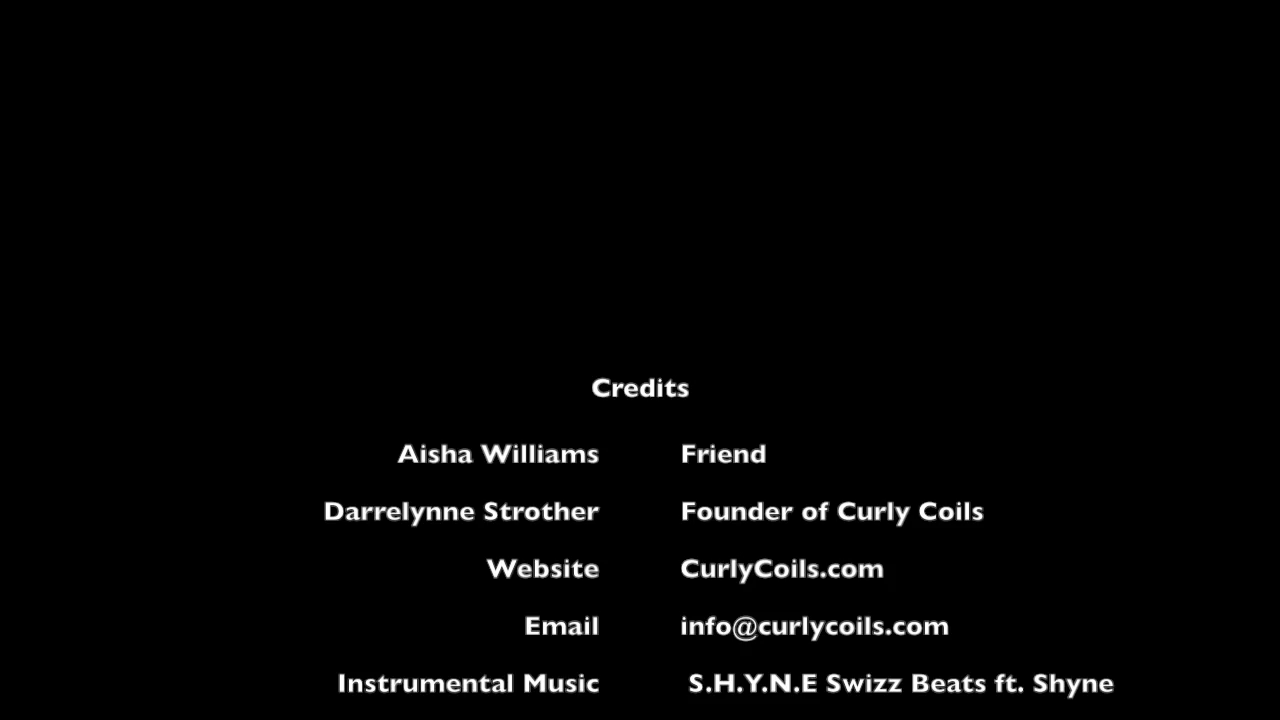 Credits
Aisha Williams Friend
Darrelynne Strother Founder of Curly Coils
Website CurlyCoils.com
Email info@curlycoils.com
Instrumental Music S.H.Y.N.E Swizz Beats ft. Shyne